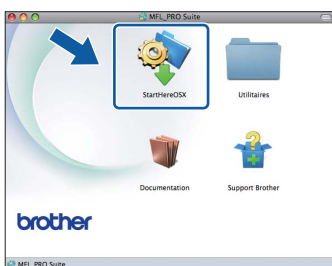 MFL_PRO Suite
StartHereOSX
Utilitaires
Documentation
Support Brother
brother
MFL_PRO Suite